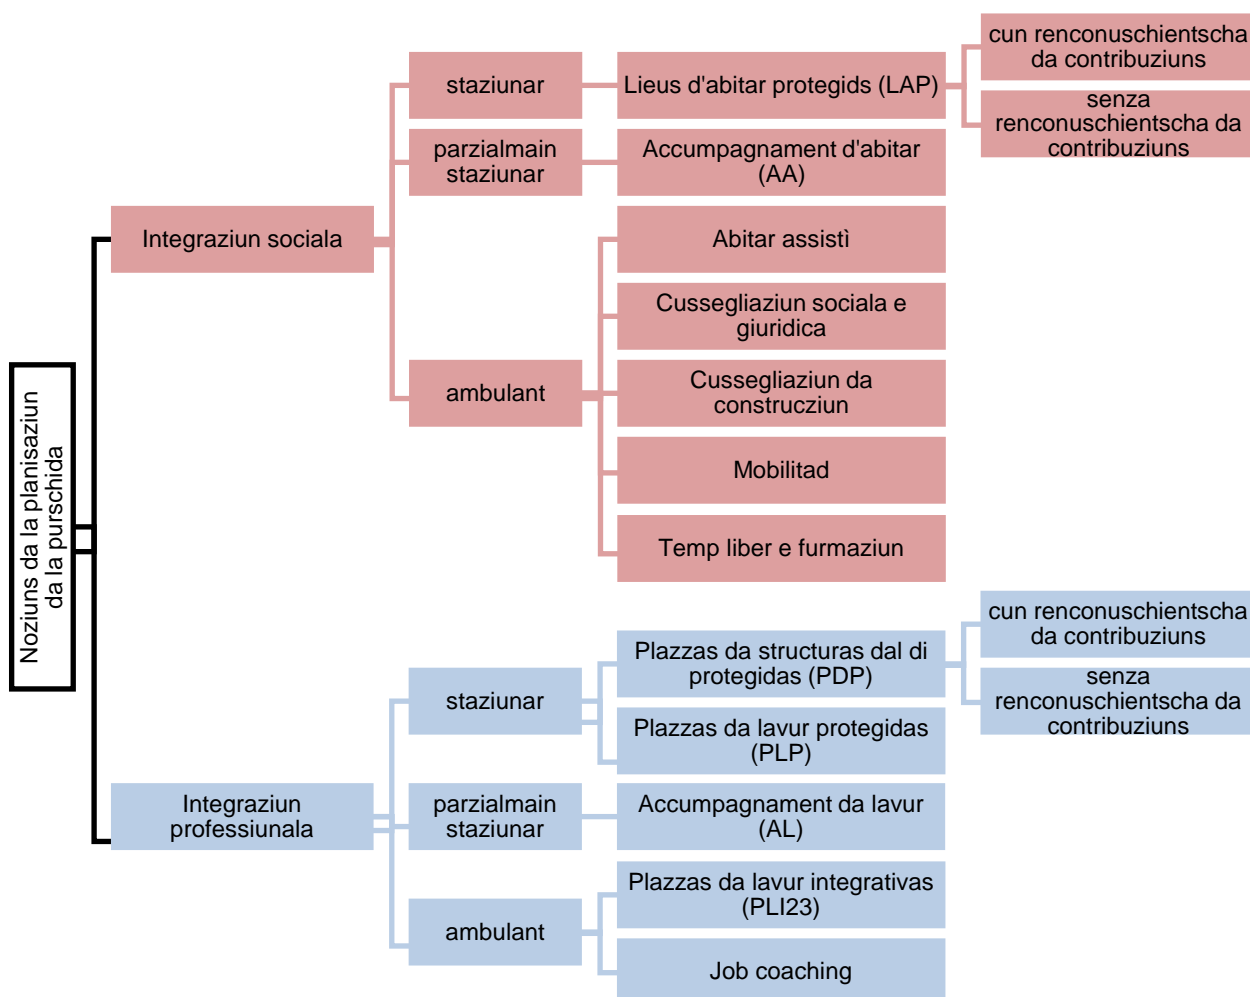 Noziuns da la planisaziun
da la purschida
Integraziun sociala
staziunar
Lieus d'abitar protegids (LAP)
cun renconuschientscha
da contribuziuns
senza
renconuschientscha da
contribuziuns
parzialmain
staziunar
Accumpagnament d'abitar
(AA)
ambulant
Abitar assistì
Cussegliaziun sociala e
giuridica
Cussegliaziun da
construcziun
Mobilitad
Temp liber e furmaziun
Integraziun
professiunala
staziunar
Plazzas da structuras dal di
protegidas (PDP)
cun renconuschientscha
da contribuziuns
senza
renconuschientscha da
contribuziuns
Plazzas da lavur protegidas
(PLP)
parzialmain
staziunar
Accumpagnament da lavur
(AL)
ambulant
Plazzas da lavur integrativas
(PLI23)
Job coaching